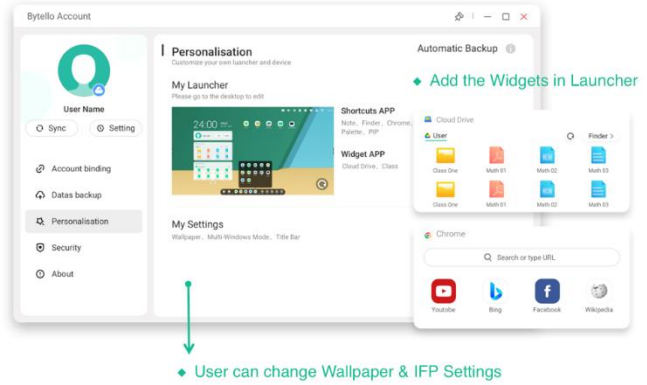 Bytello Account
User Name
Sync
Setting
Account binding
Datas backup
Personalisation
Security
About
Personalisation
Customize your own launcher and device
Automatic Backup
My Launcher
Please go to the desktop to edit
24:00
Shortcuts APP
Note、Finder、Chrome、
Palette、PIP
Widget APP
Cloud Drive、Class
My Settings
Wallpaper、Multi-Windows Mode、Title Bar
Add the Widgets in Launcher
Cloud Drive
User
Finder >
Class One
Math 01
Math 02
Math 03
Class One
Math 01
Math 02
Math 03
Chrome
Search or type URL
Youtube
Bing
Facebook
Wikipedia
User can change Wallpaper & IFP Settings